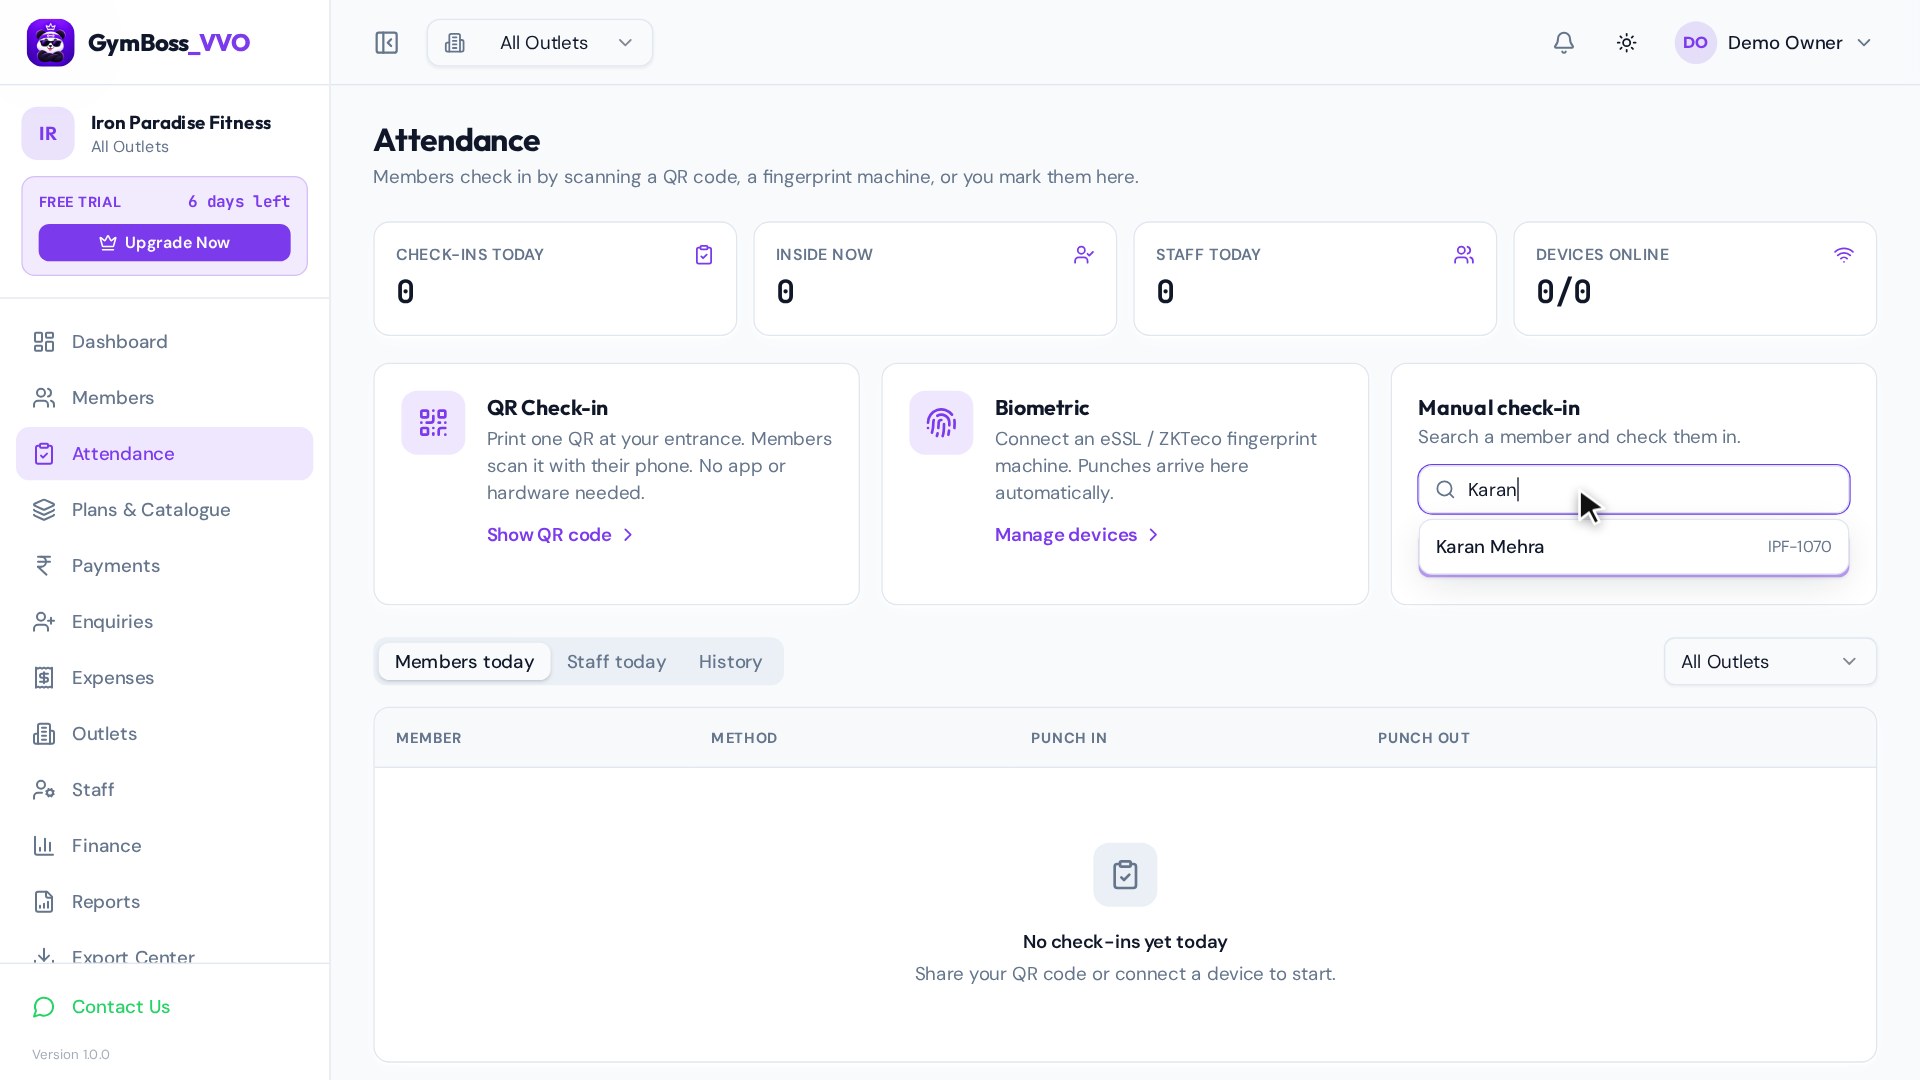 GymBoss_VVO
All Outlets
DO
Demo Owner
IR
Iron Paradise Fitness
All Outlets
FREE TRIAL
6 days left
Upgrade Now
Dashboard
Members
Attendance
Plans & Catalogue
Payments
Enquiries
Expenses
Outlets
Staff
Finance
Reports
Export Center
Contact Us
Version 1.0.0
Attendance
Members check in by scanning a QR code, a fingerprint machine, or you mark them here.
CHECK-INS TODAY
0
INSIDE NOW
0
STAFF TODAY
0
DEVICES ONLINE
0/0
QR Check-in
Print one QR at your entrance. Members
scan it with their phone. No app or
hardware needed.
Show QR code
Biometric
Connect an eSSL / ZKTeco fingerprint
machine. Punches arrive here
automatically.
Manage devices
Manual check-in
Search a member and check them in.
Karan
Karan Mehra
IPF-1070
Members today
Staff today
History
All Outlets
MEMBER
METHOD
PUNCH IN
PUNCH OUT
No check-ins yet today
Share your QR code or connect a device to start.